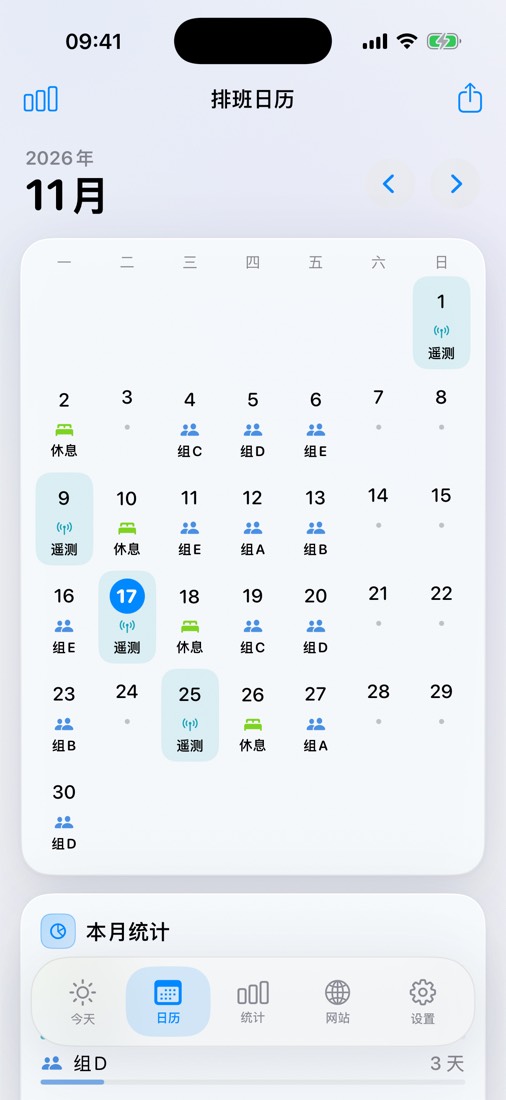 09:41
排班日历
2026年
11月
一 二 三 四 五 六 日
1
遥测
2 3 4 5 6 7 8
休息 组C 组D 组E
9 10 11 12 13 14 15
遥测 休息 组E 组A 组B
16 17 18 19 20 21 22
组E 遥测 休息 组C 组D
23 24 25 26 27 28 29
组B 遥测 休息 组A
30
组D
本月统计
今天 日历 统计 网站 设置
组D 3 天